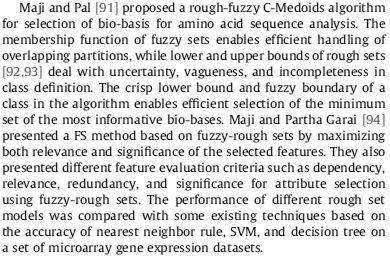 Maji and Pal [91] proposed a rough-fuzzy C-Medoids algorithm
for selection of bio-basis for amino acid sequence analysis. The
membership function of fuzzy sets enables efficient handling of
overlapping partitions, while lower and upper bounds of rough sets
[92,93] deal with uncertainty, vagueness, and incompleteness in
class definition. The crisp lower bound and fuzzy boundary of a
class in the algorithm enables efficient selection of the minimum
set of the most informative bio-bases. Maji and Partha Garai [94]
presented a FS method based on fuzzy-rough sets by maximizing
both relevance and significance of the selected features. They also
presented different feature evaluation criteria such as dependency,
relevance, redundancy, and significance for attribute selection
using fuzzy-rough sets. The performance of different rough set
models was compared with some existing techniques based on
the accuracy of nearest neighbor rule, SVM, and decision tree on
a set of microarray gene expression datasets.